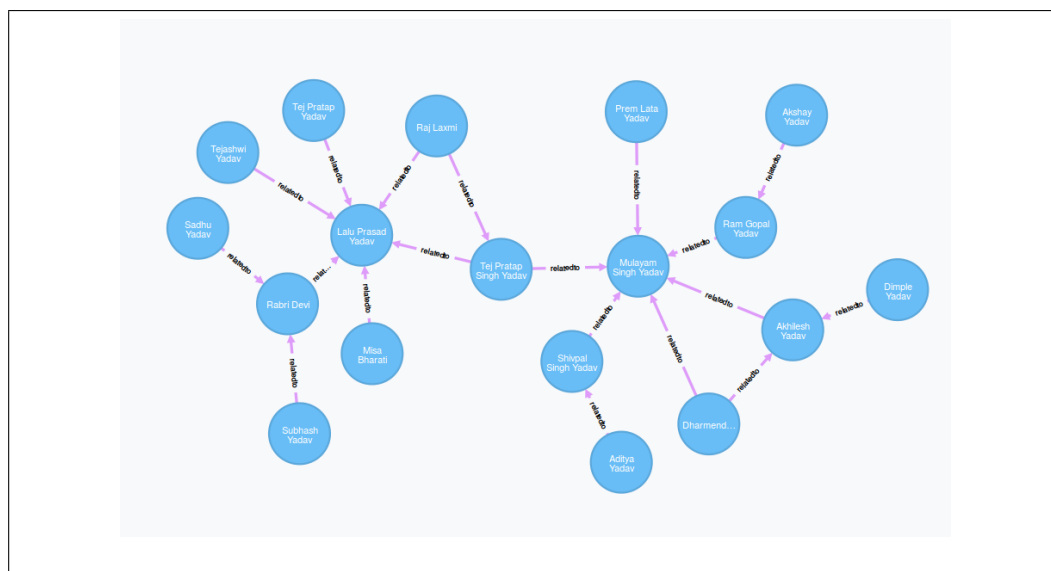 Tej Pratap
Yadav
Raj Laxmi
Prem Lata
Yadav
Akshay
Yadav
Tejashwi
Yadav
relatedto
relatedto
relatedto
relatedto
relatedto
relatedto
relatedto
Sadhu
Yadav
Lalu Prasad
Yadav
Ram Gopal
Yadav
relatedto
relatedto
relat...
relatedto
Tej Pratap
Singh Yadav
relatedto
Mulayam
Singh Yadav
relatedto
Dimple
Yadav
Rabri Devi
relatedto
relatedto
relatedto
relatedto
Akhilesh
Yadav
Misa
Bharati
Shivpal
Singh Yadav
relatedto
relatedto
relatedto
Subhash
Yadav
relatedto
Dharmend...
Aditya
Yadav